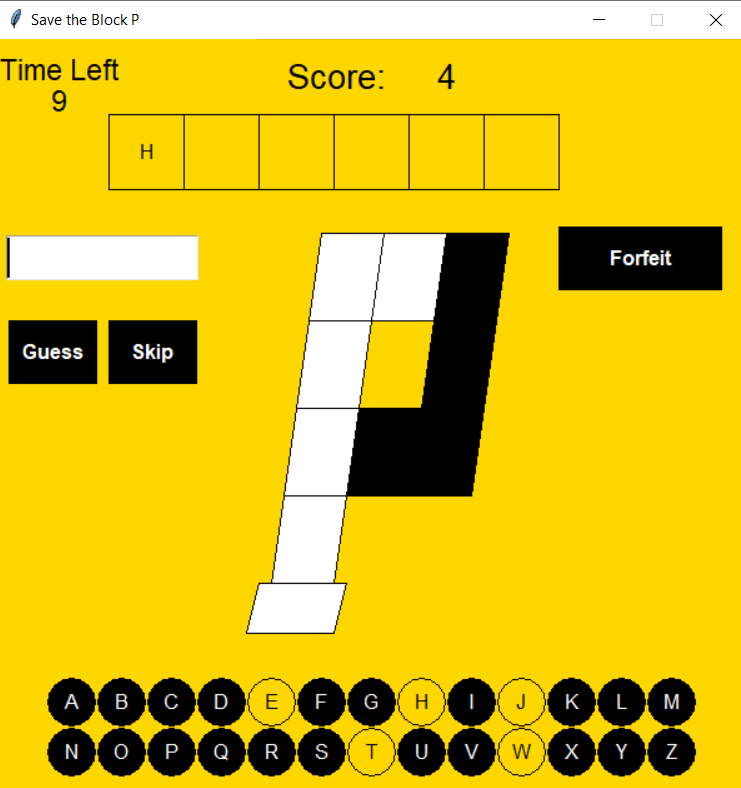 Save the Block P
Time Left
9
Score: 4
H
Forfeit
Guess Skip
A B C D E F G H I J K L M
N O P Q R S T U V W X Y Z